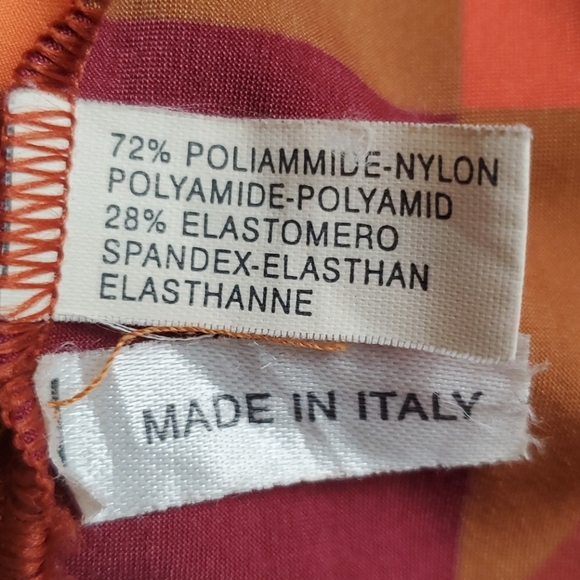 72% POLIAMMIDE-NYLON
POLYAMIDE-POLYAMID
28% ELASTOMERO
SPANDEX-ELASTHAN
ELASTHANNE
MADE IN ITALY